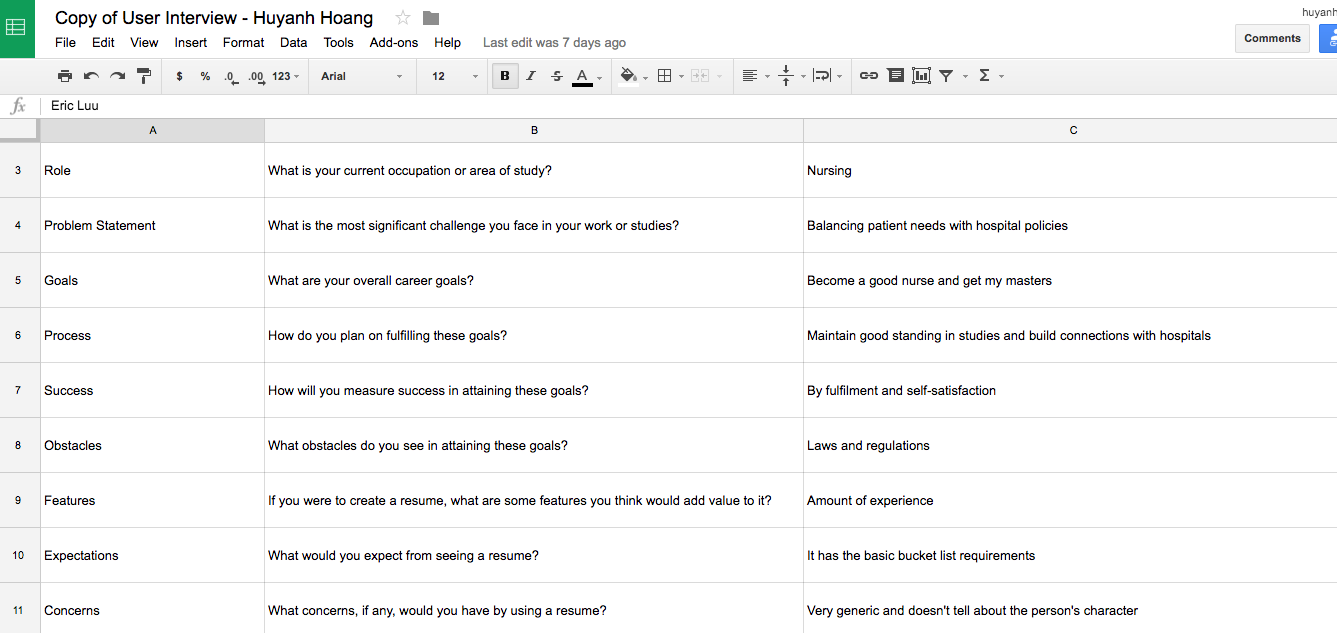 Copy of User Interview - Huyanh Hoang
huyanh
File Edit View Insert Format Data Tools Add-ons Help Last edit was 7 days ago
Comments
$ % .0 .00 123 Arial 12 B I S A Σ
fx Eric Luu
A B C
3 Role What is your current occupation or area of study? Nursing
4 Problem Statement What is the most significant challenge you face in your work or studies? Balancing patient needs with hospital policies
5 Goals What are your overall career goals? Become a good nurse and get my masters
6 Process How do you plan on fulfilling these goals? Maintain good standing in studies and build connections with hospitals
7 Success How will you measure success in attaining these goals? By fulfilment and self-satisfaction
8 Obstacles What obstacles do you see in attaining these goals? Laws and regulations
9 Features If you were to create a resume, what are some features you think would add value to it? Amount of experience
10 Expectations What would you expect from seeing a resume? It has the basic bucket list requirements
11 Concerns What concerns, if any, would you have by using a resume? Very generic and doesn't tell about the person's character